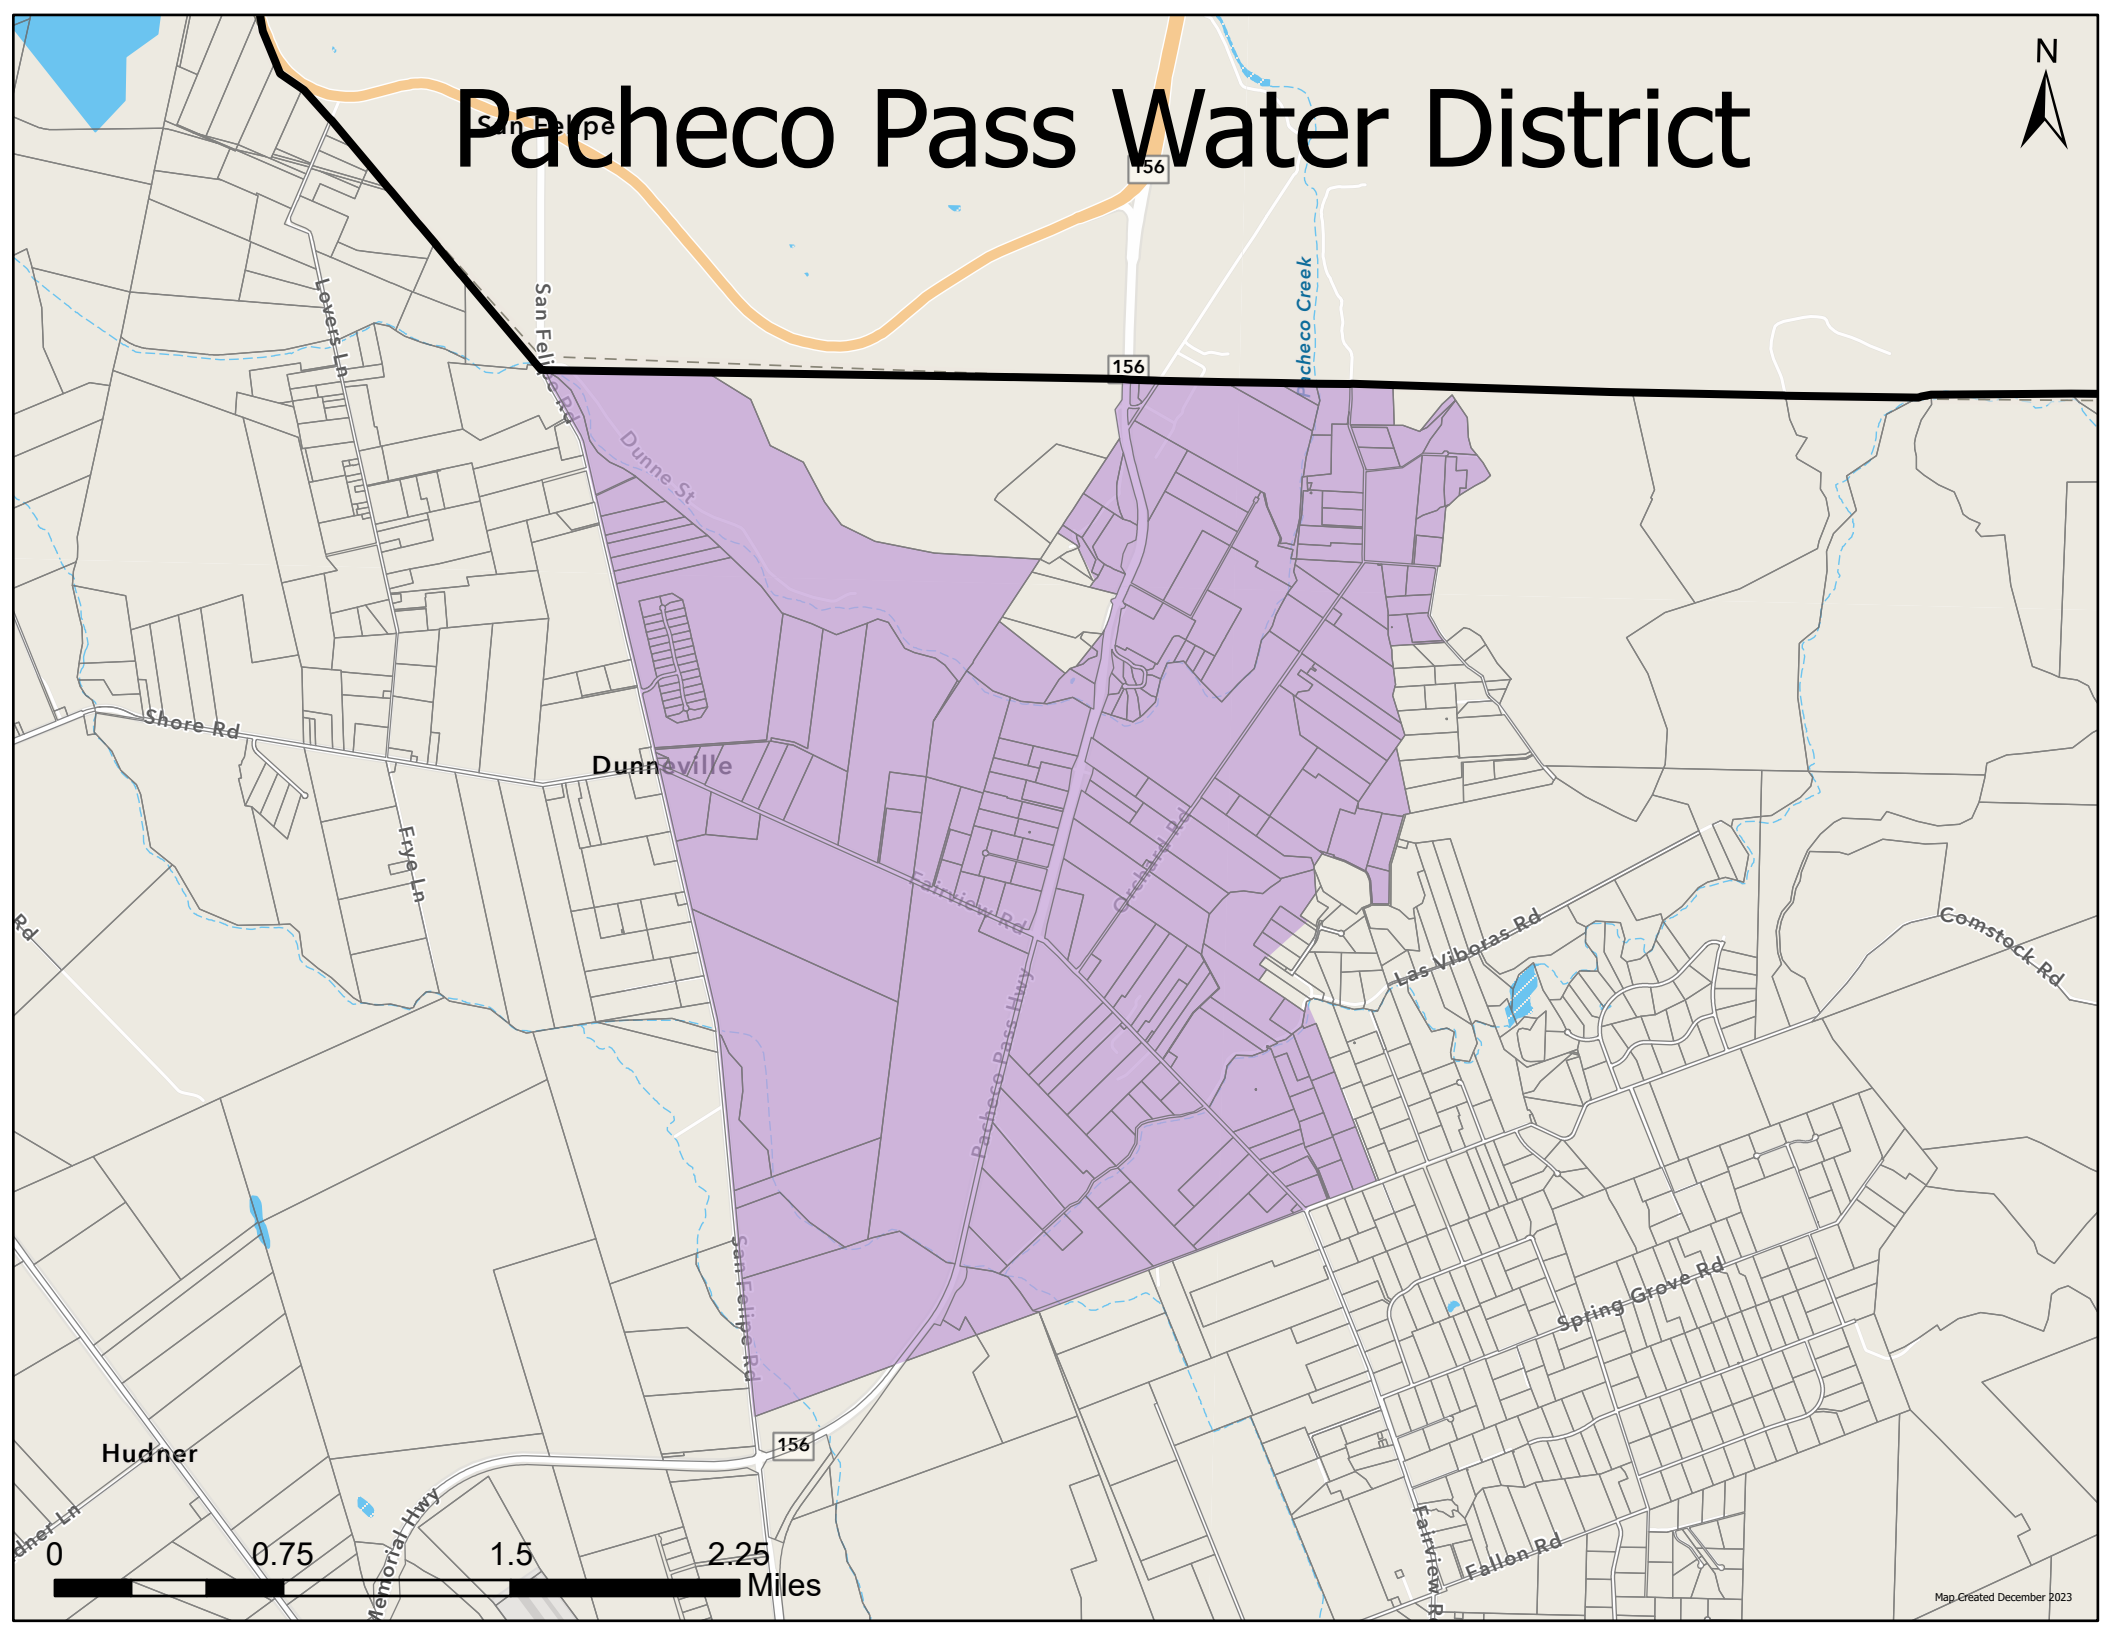 Pacheco Pass Water District
N
San Felipe
156
San Felipe Rd
Pacheco Creek
156
Lovers Ln
Dunne St
Shore Rd
Dunneville
Frye Ln
Orchard Rd
Fairview Rd
Rd
Las Viboras Rd
Comstock Rd
Pacheco Pass Hwy
San Felipe Rd
Spring Grove Rd
156
Hudner
dner Ln
Memorial Hwy
Fairview R
Fallon Rd
0 0.75 1.5 2.25
Miles
Map Created December 2023